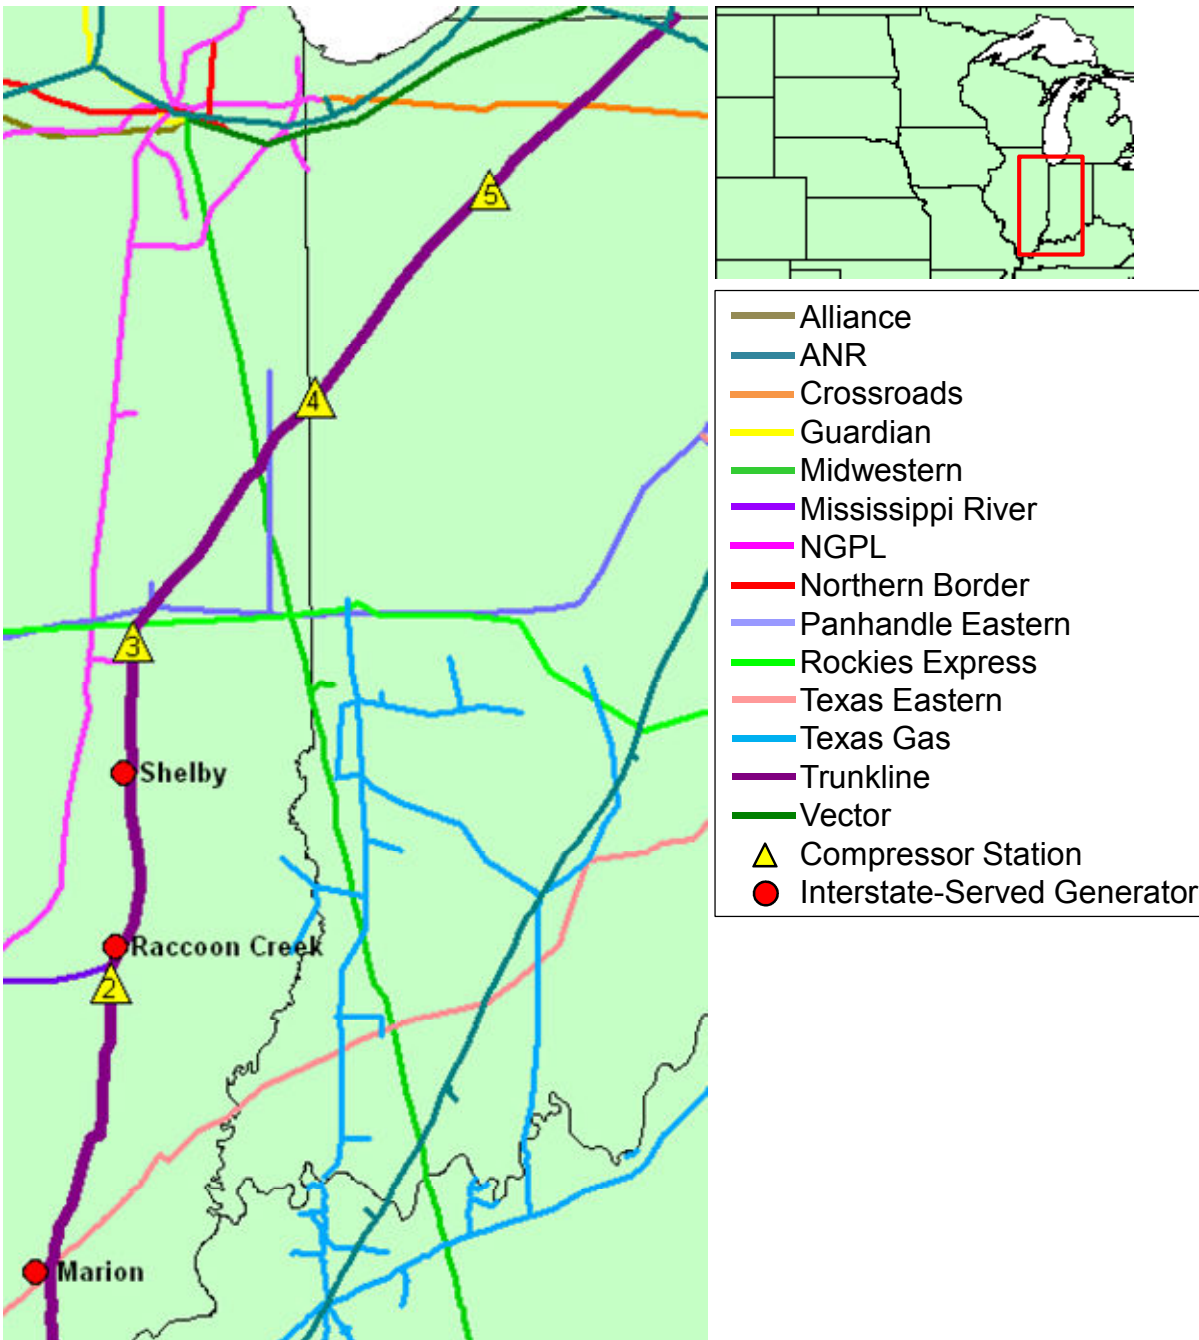 5
4
3
Shelby
Raccoon Creek
2
Marion
Alliance
ANR
Crossroads
Guardian
Midwestern
Mississippi River
NGPL
Northern Border
Panhandle Eastern
Rockies Express
Texas Eastern
Texas Gas
Trunkline
Vector
Compressor Station
Interstate-Served Generator